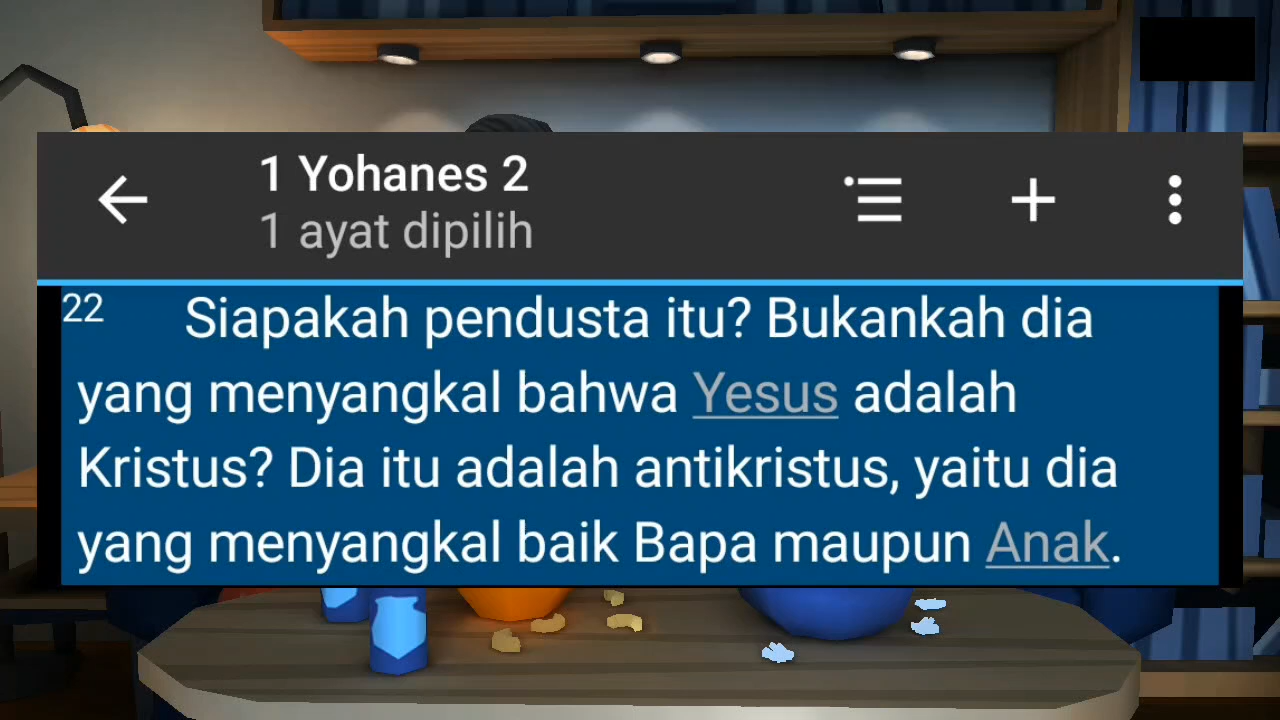 1 Yohanes 2
1 ayat dipilih
22 Siapakah pendusta itu? Bukankah dia
yang menyangkal bahwa Yesus adalah
Kristus? Dia itu adalah antikristus, yaitu dia
yang menyangkal baik Bapa maupun Anak.